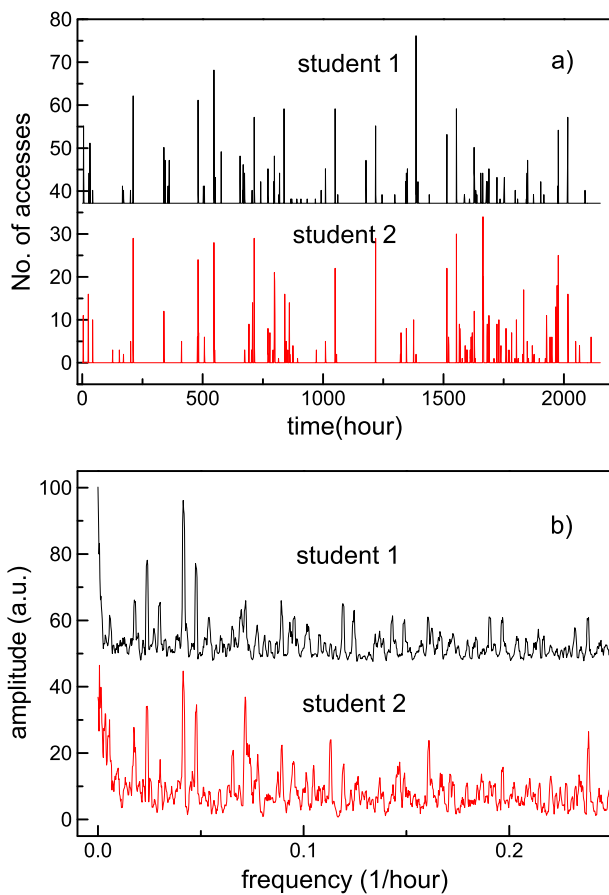 80
a)
student 1
70
60
50
40
30
20
10
0
student 2
No. of accesses
0
500
1000
1500
2000
time(hour)
100
b)
80
student 1
60
40
student 2
20
0
amplitude (a.u.)
0.0
0.1
0.2
frequency (1/hour)